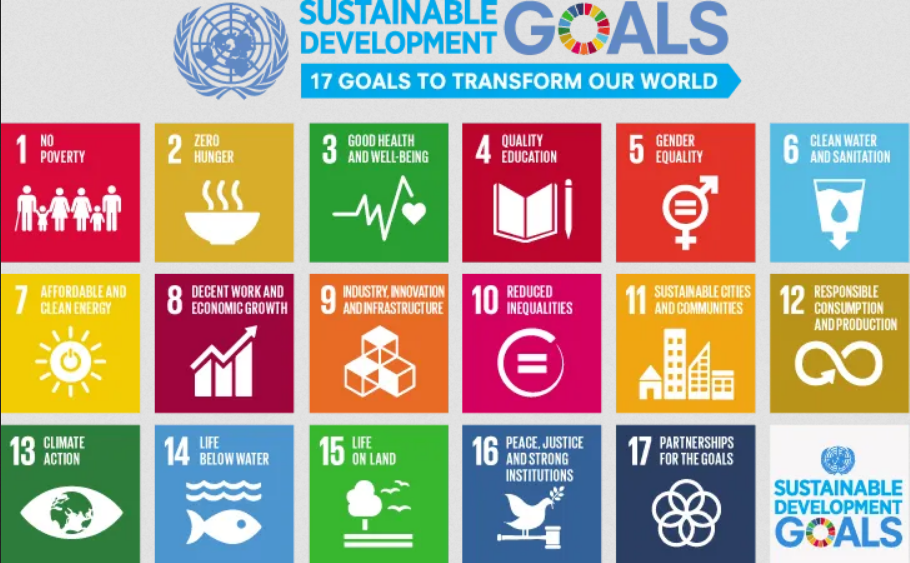 SUSTAINABLE
DEVELOPMENT
GOALS
17 GOALS TO TRANSFORM OUR WORLD
1 NO
POVERTY
2 ZERO
HUNGER
3 GOOD HEALTH
AND WELL-BEING
4 QUALITY
EDUCATION
5 GENDER
EQUALITY
6 CLEAN WATER
AND SANITATION
7 AFFORDABLE AND
CLEAN ENERGY
8 DECENT WORK AND
ECONOMIC GROWTH
9 INDUSTRY, INNOVATION
AND INFRASTRUCTURE
10 REDUCED
INEQUALITIES
11 SUSTAINABLE CITIES
AND COMMUNITIES
12 RESPONSIBLE
CONSUMPTION
AND PRODUCTION
13 CLIMATE
ACTION
14 LIFE
BELOW WATER
15 LIFE
ON LAND
16 PEACE, JUSTICE
AND STRONG
INSTITUTIONS
17 PARTNERSHIPS
FOR THE GOALS
SUSTAINABLE
DEVELOPMENT
GOALS